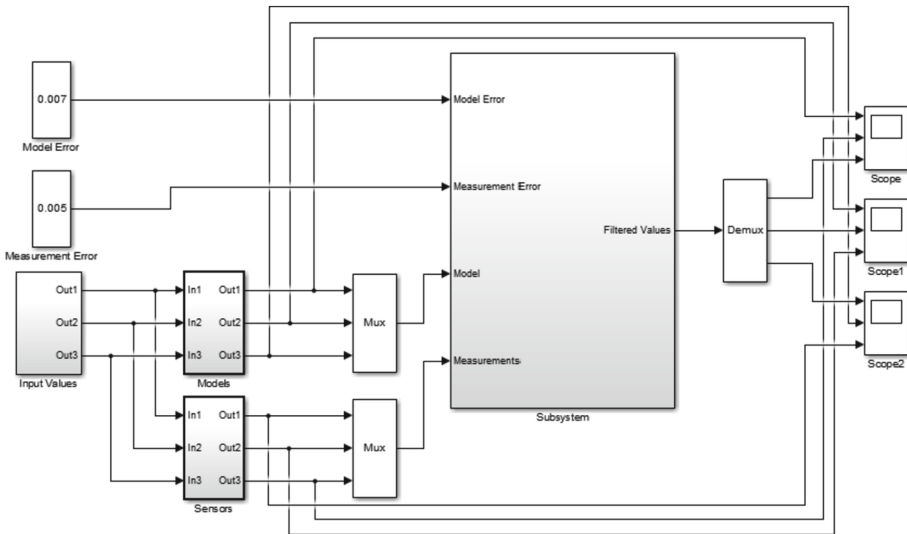 0.007
Model Error
0.005
Measurement Error
Out1
Out2
Out3
Input Values
In1
Out1
In2
Out2
In3
Out3
Models
In1
Out1
In2
Out2
In3
Out3
Sensors
Mux
Mux
Model Error
Measurement Error
Filtered Values
Model
Measurements
Subsystem
Demux
Scope
Scope1
Scope2